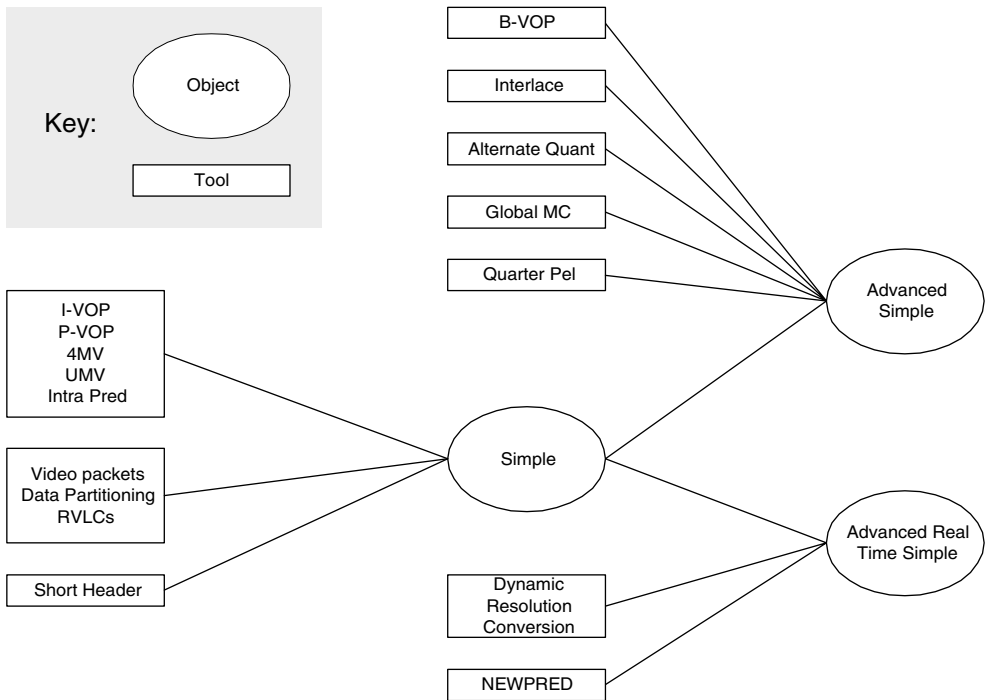 Key:
Object
Tool
B-VOP
Interlace
Alternate Quant
Global MC
Quarter Pel
Advanced
Simple
I-VOP
P-VOP
4MV
UMV
Intra Pred
Video packets
Data Partitioning
RVLCs
Short Header
Simple
Advanced Real
Time Simple
Dynamic
Resolution
Conversion
NEWPRED